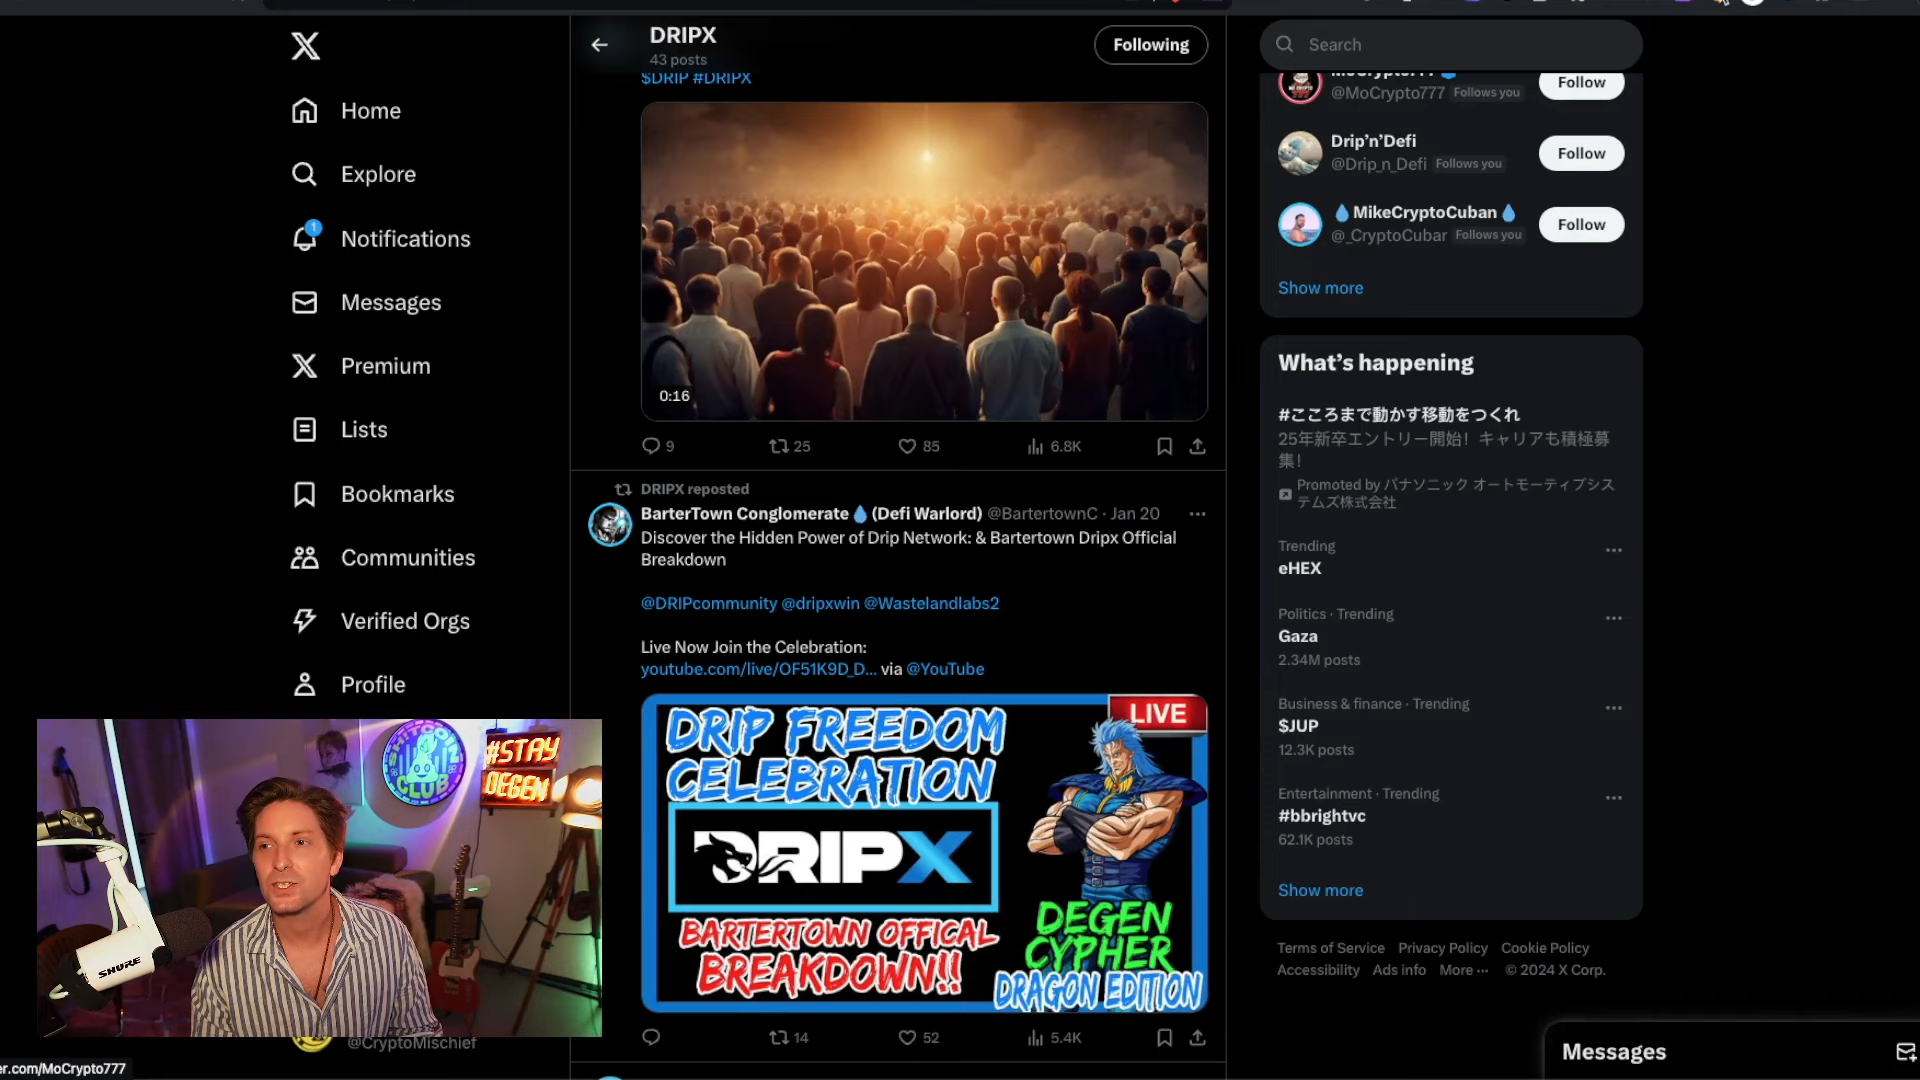 DRIPX
43 posts
Following
$DRIP #DRIPX
0:16
9
25
85
6.8K
DRIPX reposted
BarterTown Conglomerate 💧 (Defi Warlord) @BartertownC · Jan 20
Discover the Hidden Power of Drip Network: & Bartertown Dripx Official
Breakdown
@DRIPcommunity @dripxwin @Wastelandlabs2
Live Now Join the Celebration:
youtube.com/live/OF51K9D_D... via @YouTube
LIVE
DRIP FREEDOM
CELEBRATION
DRIPX
BARTERTOWN OFFICAL
BREAKDOWN!!
DEGEN
CYPHER
DRAGON EDITION
14
52
5.4K
Home
Explore
1
Notifications
Messages
Premium
Lists
Bookmarks
Communities
Verified Orgs
Profile
SH!TCOIN
CLUB
#STAY
DEGEN
SHURE
@CryptoMischief
er.com/MoCrypto777
Search
MoCrypto777
@MoCrypto777 Follows you
Follow
Drip'n'Defi
@Drip_n_Defi Follows you
Follow
💧MikeCryptoCuban💧
@_CryptoCubar Follows you
Follow
Show more
What's happening
#こころまで動かす移動をつくれ
25年新卒エントリー開始！キャリアも積極募
集！
Promoted by パナソニック オートモーティブシス
テムズ株式会社
Trending
eHEX
Politics · Trending
Gaza
2.34M posts
Business & finance · Trending
$JUP
12.3K posts
Entertainment · Trending
#bbrightvc
62.1K posts
Show more
Terms of Service Privacy Policy Cookie Policy
Accessibility Ads info More ··· © 2024 X Corp.
Messages